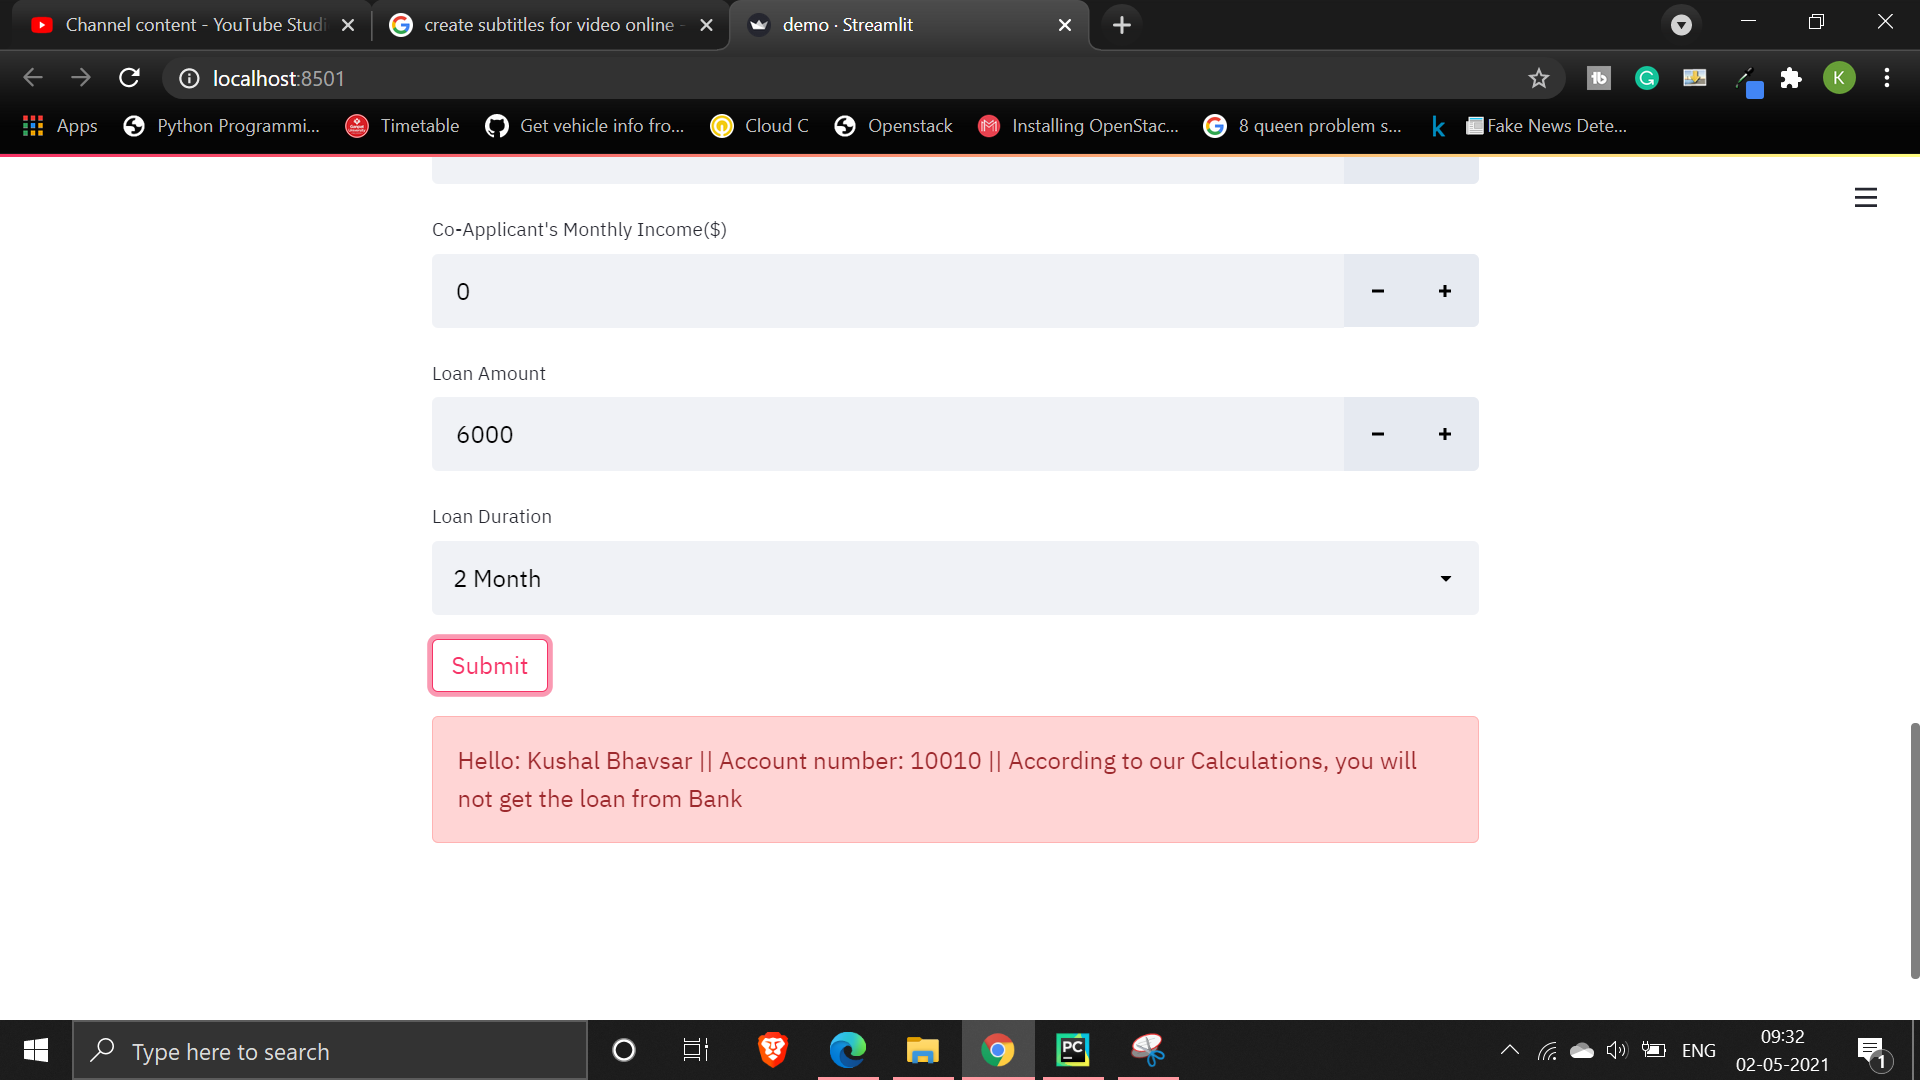 Channel content - YouTube Studi
create subtitles for video online -
demo · Streamlit
localhost:8501
K
Apps
Python Programmi...
Timetable
Get vehicle info fro...
Cloud C
Openstack
Installing OpenStac...
8 queen problem s...
k
Fake News Dete...
Co-Applicant's Monthly Income($)
0
Loan Amount
6000
Loan Duration
2 Month
Submit
Hello: Kushal Bhavsar || Account number: 10010 || According to our Calculations, you will
not get the loan from Bank
Type here to search
PC
ENG
09:32
02-05-2021
1